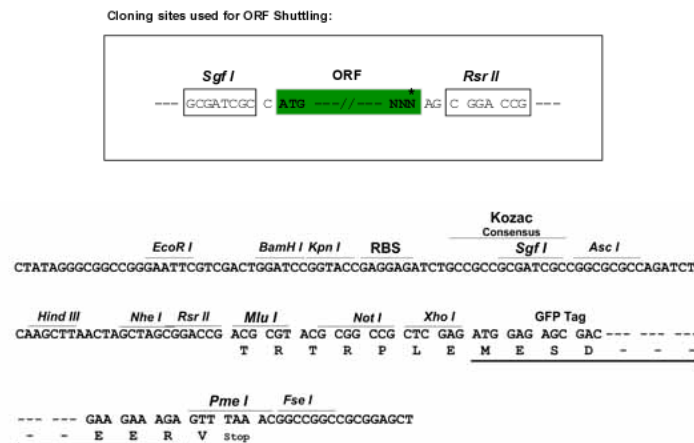 Cloning sites used for ORF Shuttling:
Sgf I ORF Rsr II
*
--- GCGATCGC C ATG ---//--- NNN AG C GGA CCG ---
Kozac
Consensus
EcoR I BamH I Kpn I RBS Sgf I Asc I
CTATAGGGCGGCCGGGAATTCGTCGACTGGATCCGGTACCGAGGAGATCTGCCGCCGCGATCGCCGGCGCGCCAGATCT
Hind III Nhe I Rsr II Mlu I Not I Xho I GFP Tag
CAAGCTTAACTAGCTAGCGGACCG ACG CGT ACG CGG CCG CTC GAG ATG GAG AGC GAC --- --- ---
T R T R P L E M E S D - - -
Pme I Fse I
--- --- GAA GAA AGA GTT TAA ACGGCCGGCCGCGGAGCT
- - E E R V Stop